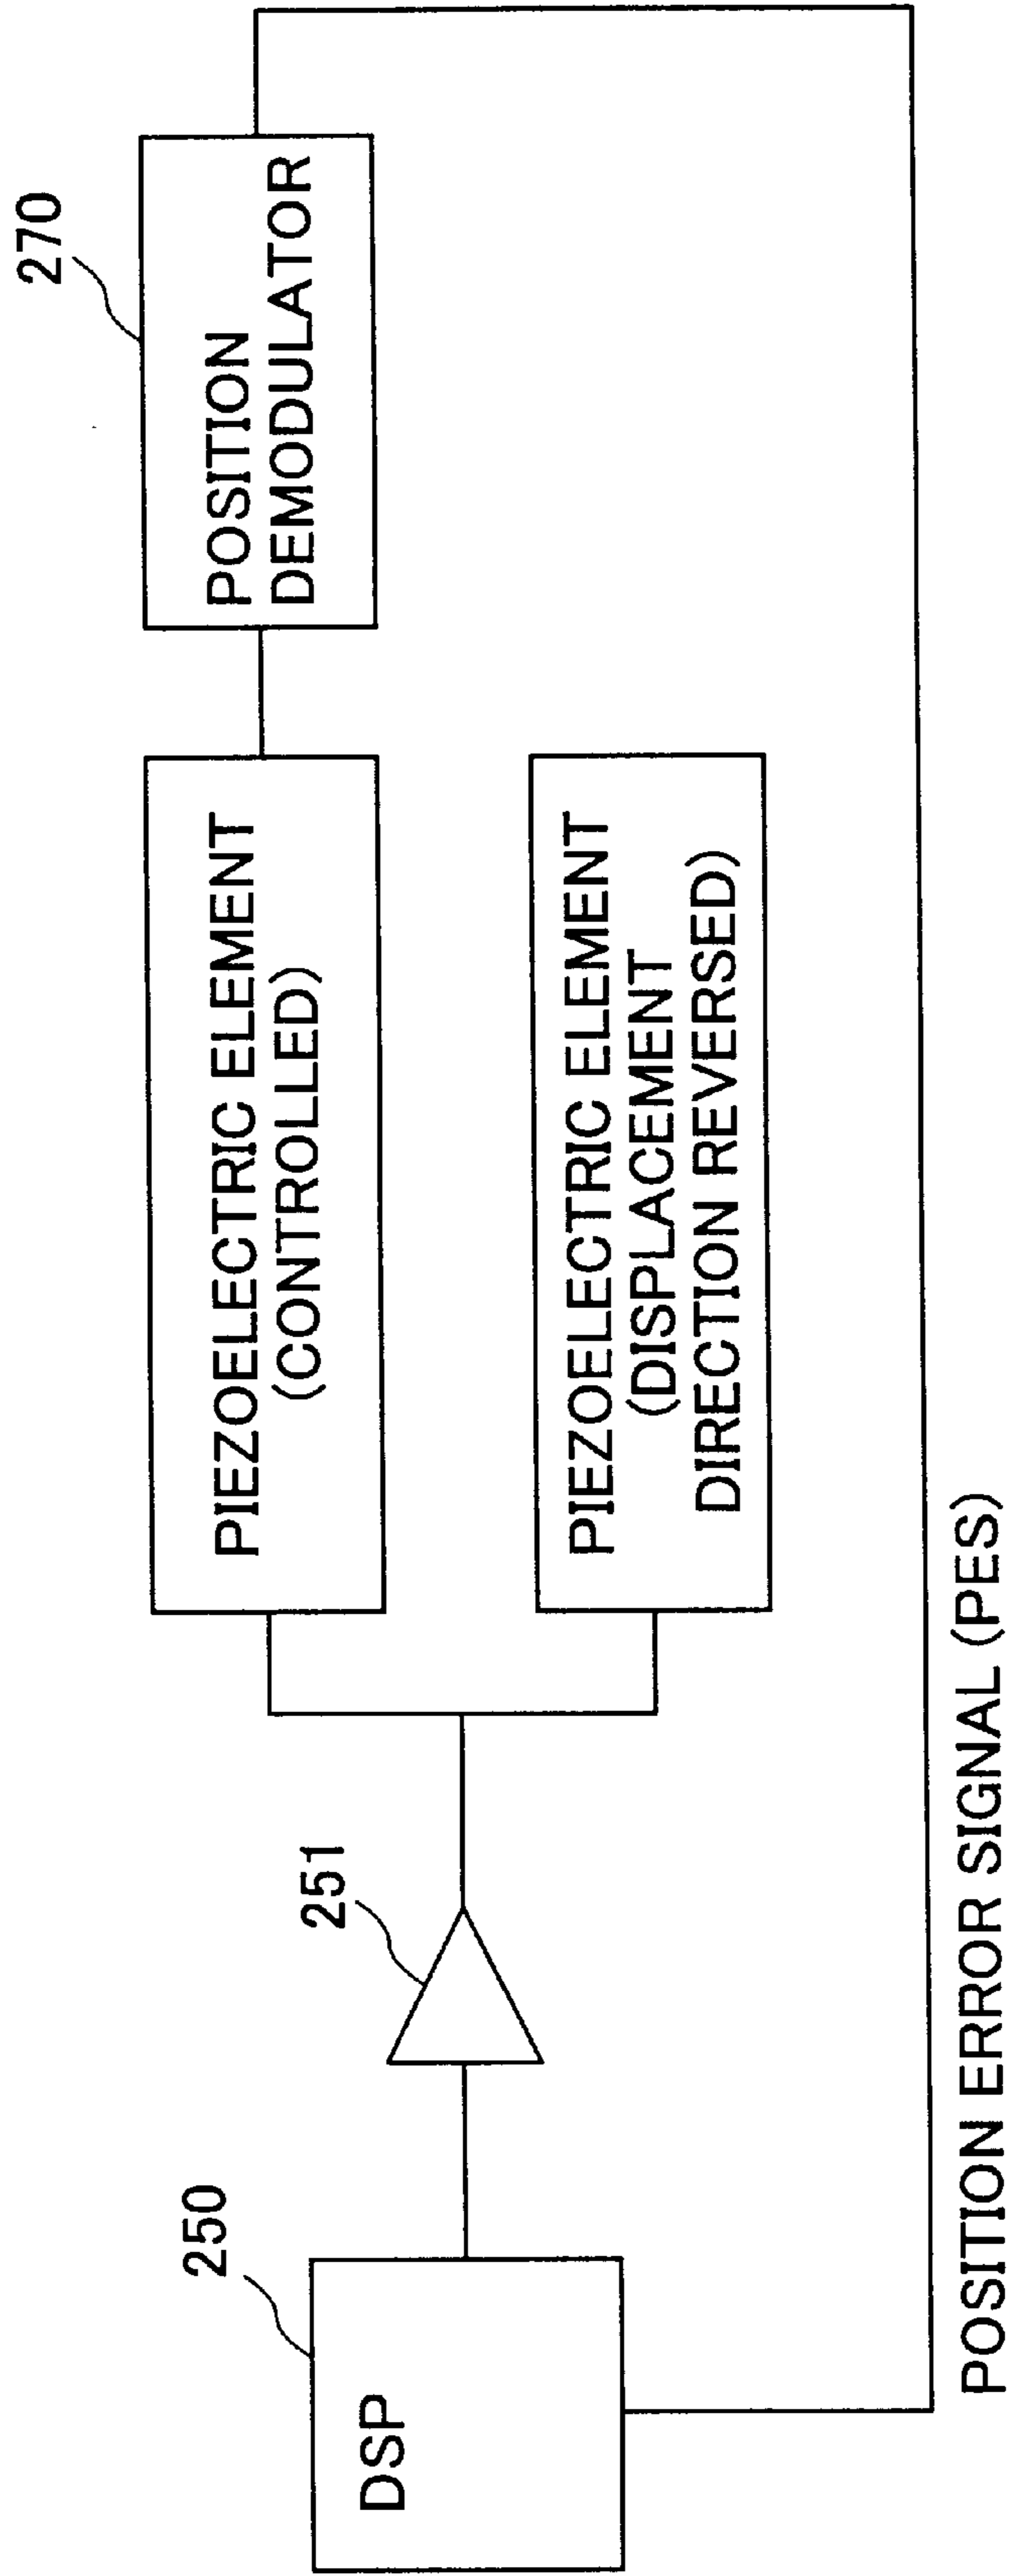 250
DSP
251
PIEZOELECTRIC ELEMENT
(CONTROLLED)
PIEZOELECTRIC ELEMENT
(DISPLACEMENT
DIRECTION REVERSED)
270
POSITION
DEMODULATOR
POSITION ERROR SIGNAL (PES)